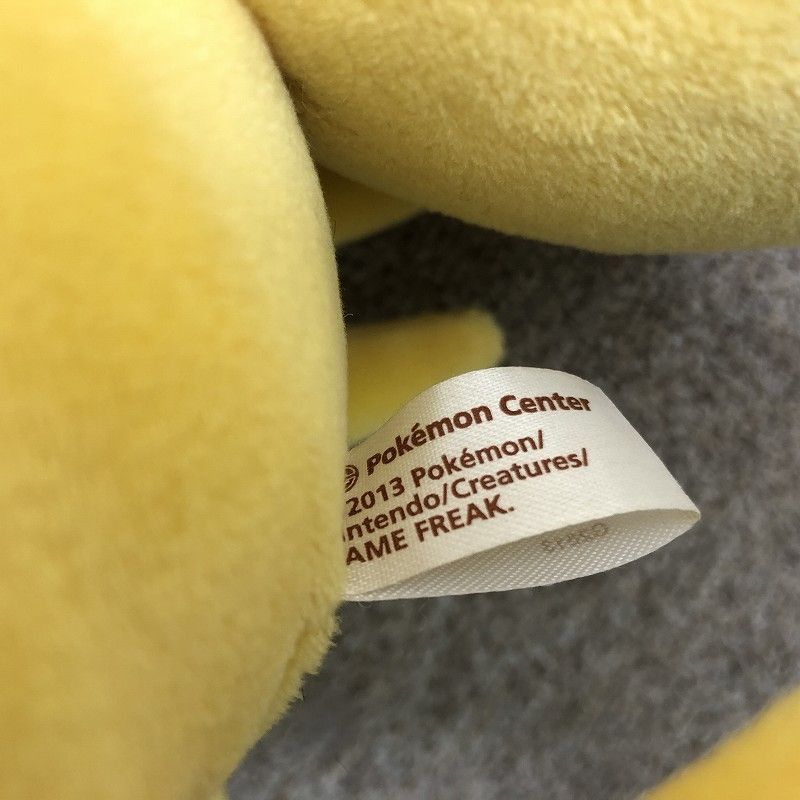 Pokémon Center
2013 Pokémon/
ntendo/Creatures/
AME FREAK.